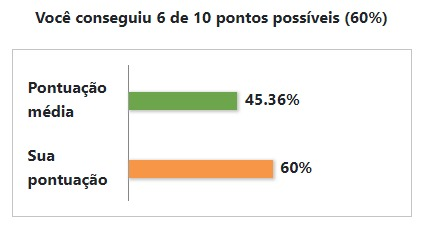 Você conseguiu 6 de 10 pontos possíveis (60%)
Pontuação
média
45.36%
Sua
pontuação
60%